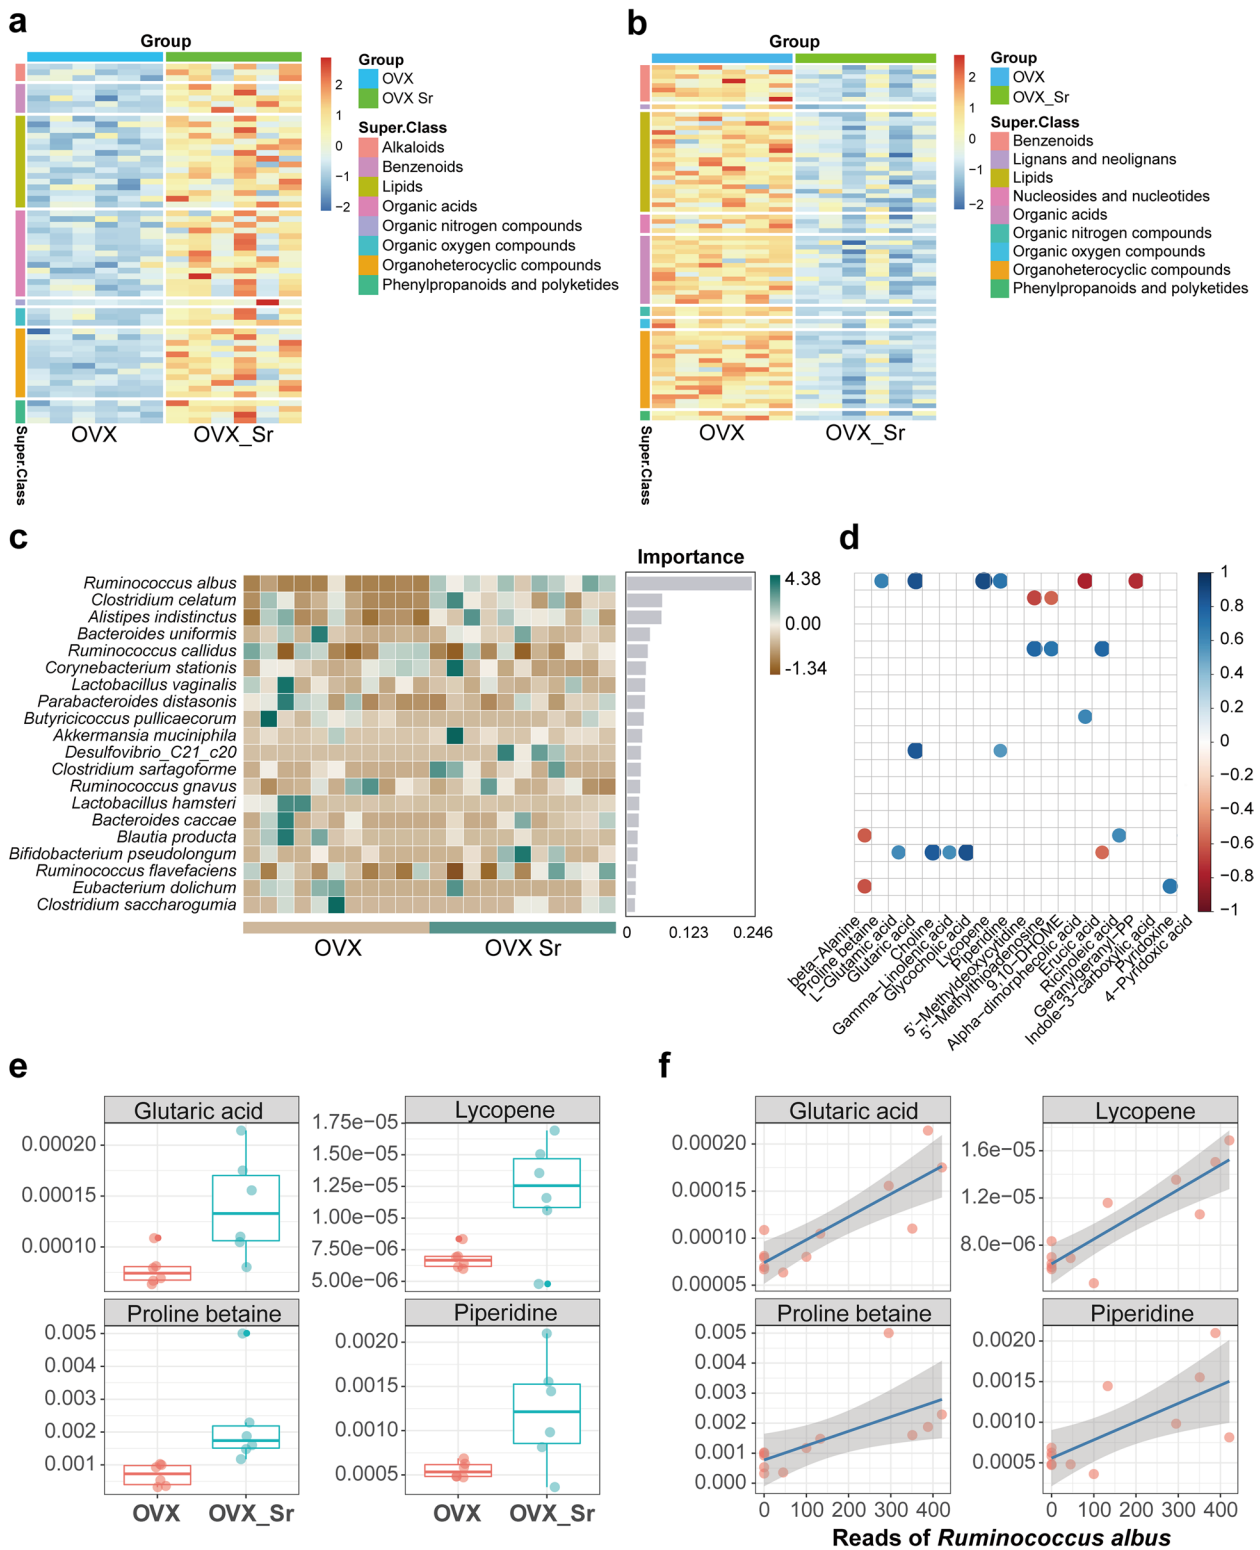 a
Group
2
1
0
−1
−2
Group
OVX
OVX Sr
Super.Class
Alkaloids
Benzenoids
Lipids
Organic acids
Organic nitrogen compounds
Organic oxygen compounds
Organoheterocyclic compounds
Phenylpropanoids and polyketides
OVX
OVX_Sr
Super.Class
b
Group
2
1
0
−1
−2
Group
OVX
OVX_Sr
Super.Class
Benzenoids
Lignans and neolignans
Lipids
Nucleosides and nucleotides
Organic acids
Organic nitrogen compounds
Organic oxygen compounds
Organoheterocyclic compounds
Phenylpropanoids and polyketides
OVX
OVX_Sr
Super.Class
c
Importance
Ruminococcus albus
Clostridium celatum
Alistipes indistinctus
Bacteroides uniformis
Ruminococcus callidus
Corynebacterium stationis
Lactobacillus vaginalis
Parabacteroides distasonis
Butyricicoccus pullicaecorum
Akkermansia muciniphila
Desulfovibrio_C21_c20
Clostridium sartagoforme
Ruminococcus gnavus
Lactobacillus hamsteri
Bacteroides caccae
Blautia producta
Bifidobacterium pseudolongum
Ruminococcus flavefaciens
Eubacterium dolichum
Clostridium saccharogumia
OVX
OVX Sr
0
0.123
0.246
4.38
0.00
-1.34
d
1
0.8
0.6
0.4
0.2
0
−0.2
−0.4
−0.6
−0.8
−1
beta−Alanine
Proline betaine
L−Glutamic acid
Glutaric acid
Choline
Gamma−Linolenic acid
Glycocholic acid
Lycopene
Piperidine
5'−Methyldeoxycytidine
5'−Methylthioadenosine
9,10−DHOME
Alpha−dimorphecolic acid
Erucic acid
Ricinoleic acid
Geranylgeranyl−PP
Indole−3−carboxylic acid
Pyridoxine
4−Pyridoxic acid
e
Glutaric acid
0.00020
0.00015
0.00010
Lycopene
1.75e−05
1.50e−05
1.25e−05
1.00e−05
7.50e−06
5.00e−06
Proline betaine
0.005
0.004
0.003
0.002
0.001
OVX
OVX_Sr
Piperidine
0.0020
0.0015
0.0010
0.0005
OVX
OVX_Sr
f
Glutaric acid
0.00020
0.00015
0.00010
0.00005
Lycopene
1.6e−05
1.2e−05
8.0e−06
Proline betaine
0.005
0.004
0.003
0.002
0.001
0.000
0 100 200 300 400
Piperidine
0.0020
0.0015
0.0010
0.0005
0 100 200 300 400
Reads of Ruminococcus albus